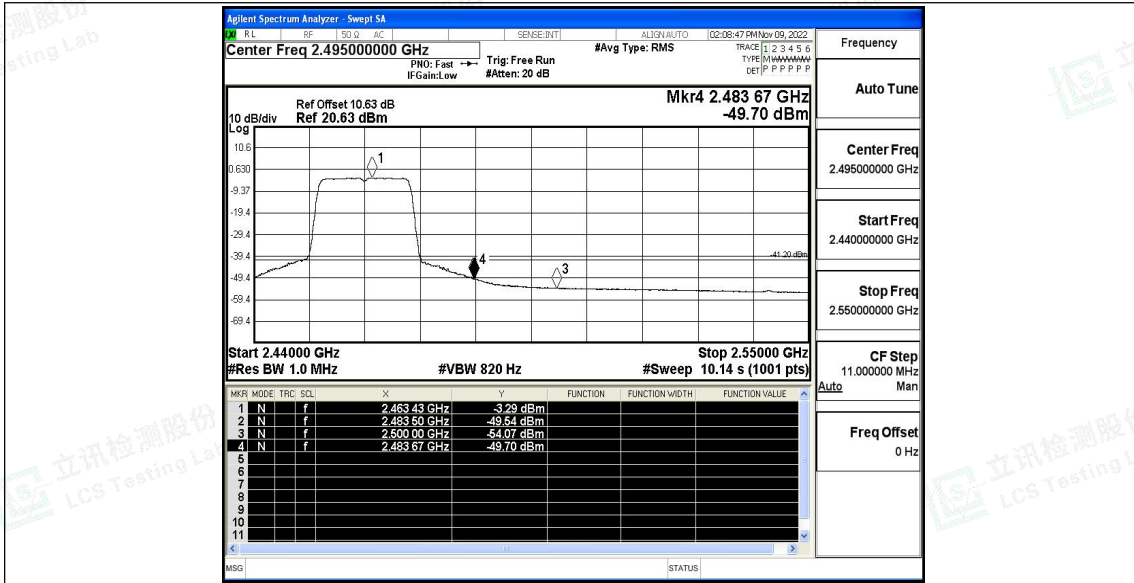 Agilent Spectrum Analyzer - Swept SA
LXI RL RF 50 Ω AC SENSE:INT ALIGN AUTO 02:08:47 PM Nov 09, 2022
Center Freq 2.495000000 GHz
PNO: Fast
IFGain:Low
Trig: Free Run
#Atten: 20 dB
#Avg Type: RMS
TRACE 1 2 3 4 5 6
TYPE M W W W W W
DET P P P P P P
Mkr4 2.483 67 GHz
-49.70 dBm
Ref Offset 10.63 dB
10 dB/div Ref 20.63 dBm
Log
10.6
0.630
-9.37
-19.4
-29.4
-39.4
-49.4
-59.4
-69.4
1
4
3
-41.20 dBm
Start 2.44000 GHz Stop 2.55000 GHz
#Res BW 1.0 MHz #VBW 820 Hz #Sweep 10.14 s (1001 pts)
MKR MODE TRC SCL X Y FUNCTION FUNCTION WIDTH FUNCTION VALUE
1 N f 2.463 43 GHz -3.29 dBm
2 N f 2.483 50 GHz -49.54 dBm
3 N f 2.500 00 GHz -54.07 dBm
4 N f 2.483 67 GHz -49.70 dBm
5
6
7
8
9
10
11
MSG STATUS
Frequency
Auto Tune
Center Freq
2.495000000 GHz
Start Freq
2.440000000 GHz
Stop Freq
2.550000000 GHz
CF Step
11.000000 MHz
Auto Man
Freq Offset
0 Hz
立讯检测股份
LCS Testing Lab
立讯检测股份
LCS Testing L